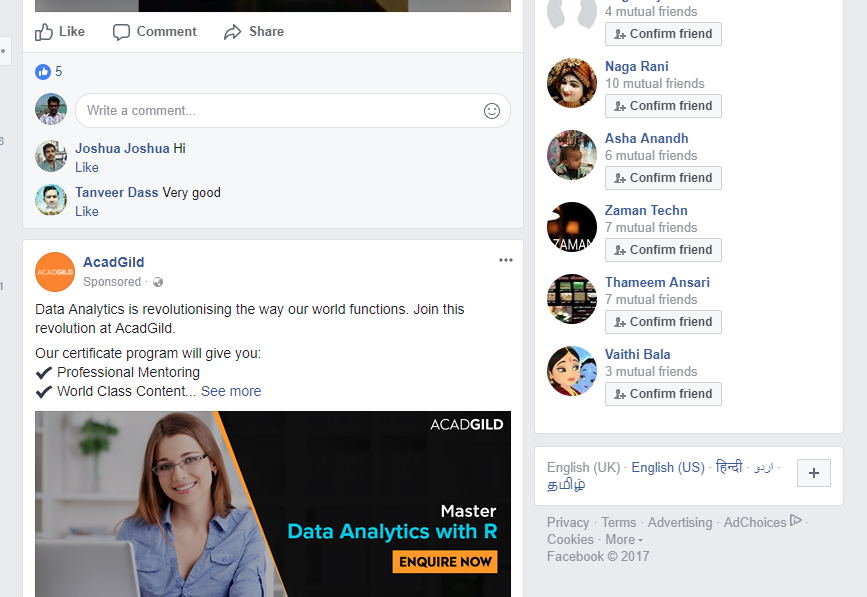 Like Comment Share
5
Write a comment...
Joshua Joshua Hi
Like
Tanveer Dass Very good
Like
AcadGild
Sponsored ·
ACADGILD
Data Analytics is revolutionising the way our world functions. Join this
revolution at AcadGild.
Our certificate program will give you:
✔ Professional Mentoring
✔ World Class Content... See more
ACADGILD
Master
Data Analytics with R
ENQUIRE NOW
4 mutual friends
Confirm friend
Naga Rani
10 mutual friends
Confirm friend
Asha Anandh
6 mutual friends
Confirm friend
Zaman Techn
7 mutual friends
Confirm friend
ZAMAN
Thameem Ansari
7 mutual friends
Confirm friend
Vaithi Bala
3 mutual friends
Confirm friend
English (UK) · English (US) · हिन्दी · اردو ·
தமிழ்
+
Privacy · Terms · Advertising · AdChoices ·
Cookies · More
Facebook © 2017